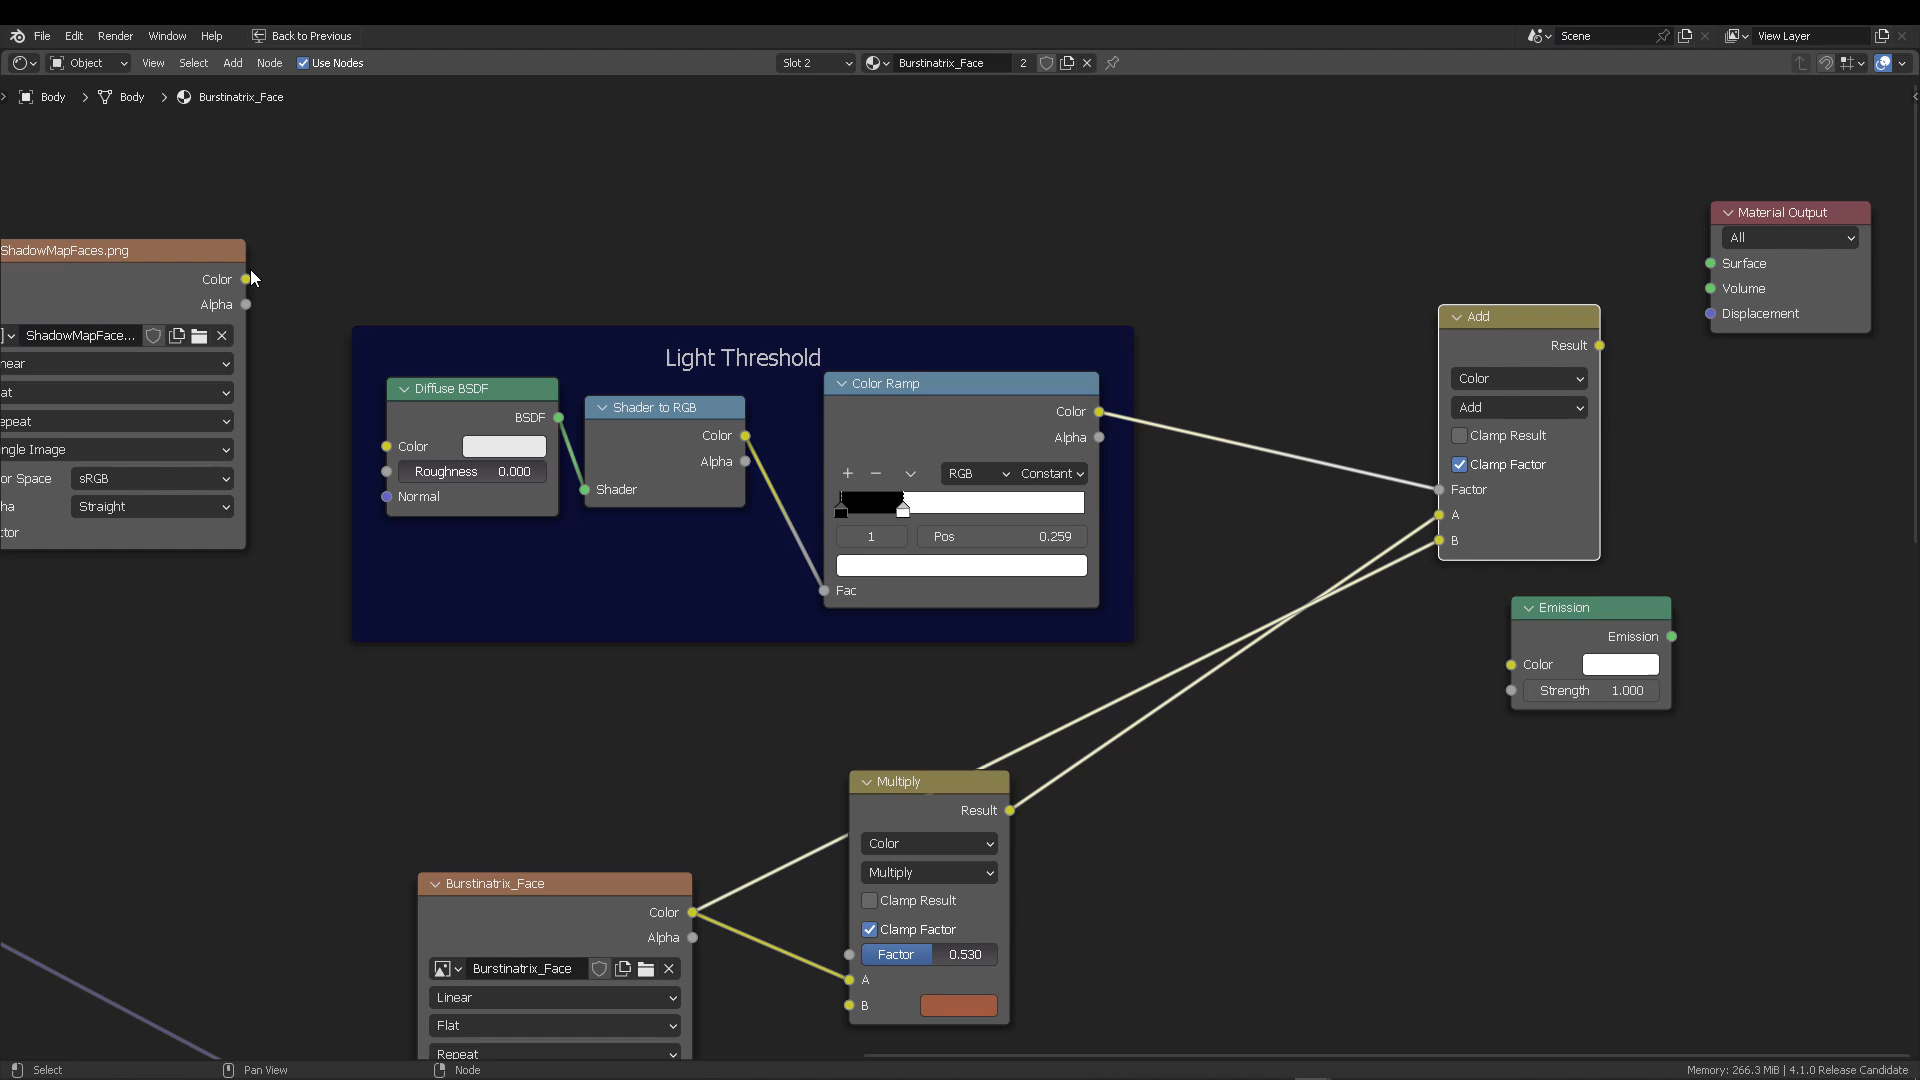 File Edit Render Window Help Back to Previous Scene View Layer
Object View Select Add Node Use Nodes Slot 2 Burstinatrix_Face 2
Body Body Burstinatrix_Face
ShadowMapFaces.png
Color
Alpha
ShadowMapFace...
near
at
epeat
ngle Image
or Space sRGB
ha Straight
ctor
Light Threshold
Diffuse BSDF
BSDF
Color
Roughness 0.000
Normal
Shader to RGB
Color
Alpha
Shader
Color Ramp
Color
Alpha
RGB Constant
1 Pos 0.259
Fac
Material Output
All
Surface
Volume
Displacement
Add
Result
Color
Add
Clamp Result
Clamp Factor
Factor
A
B
Emission
Emission
Color
Strength 1.000
Multiply
Result
Color
Multiply
Clamp Result
Clamp Factor
Factor 0.530
A
B
Burstinatrix_Face
Color
Alpha
Burstinatrix_Face
Linear
Flat
Repeat
Select Pan View Node Memory: 266.3 MiB | 4.1.0 Release Candidate